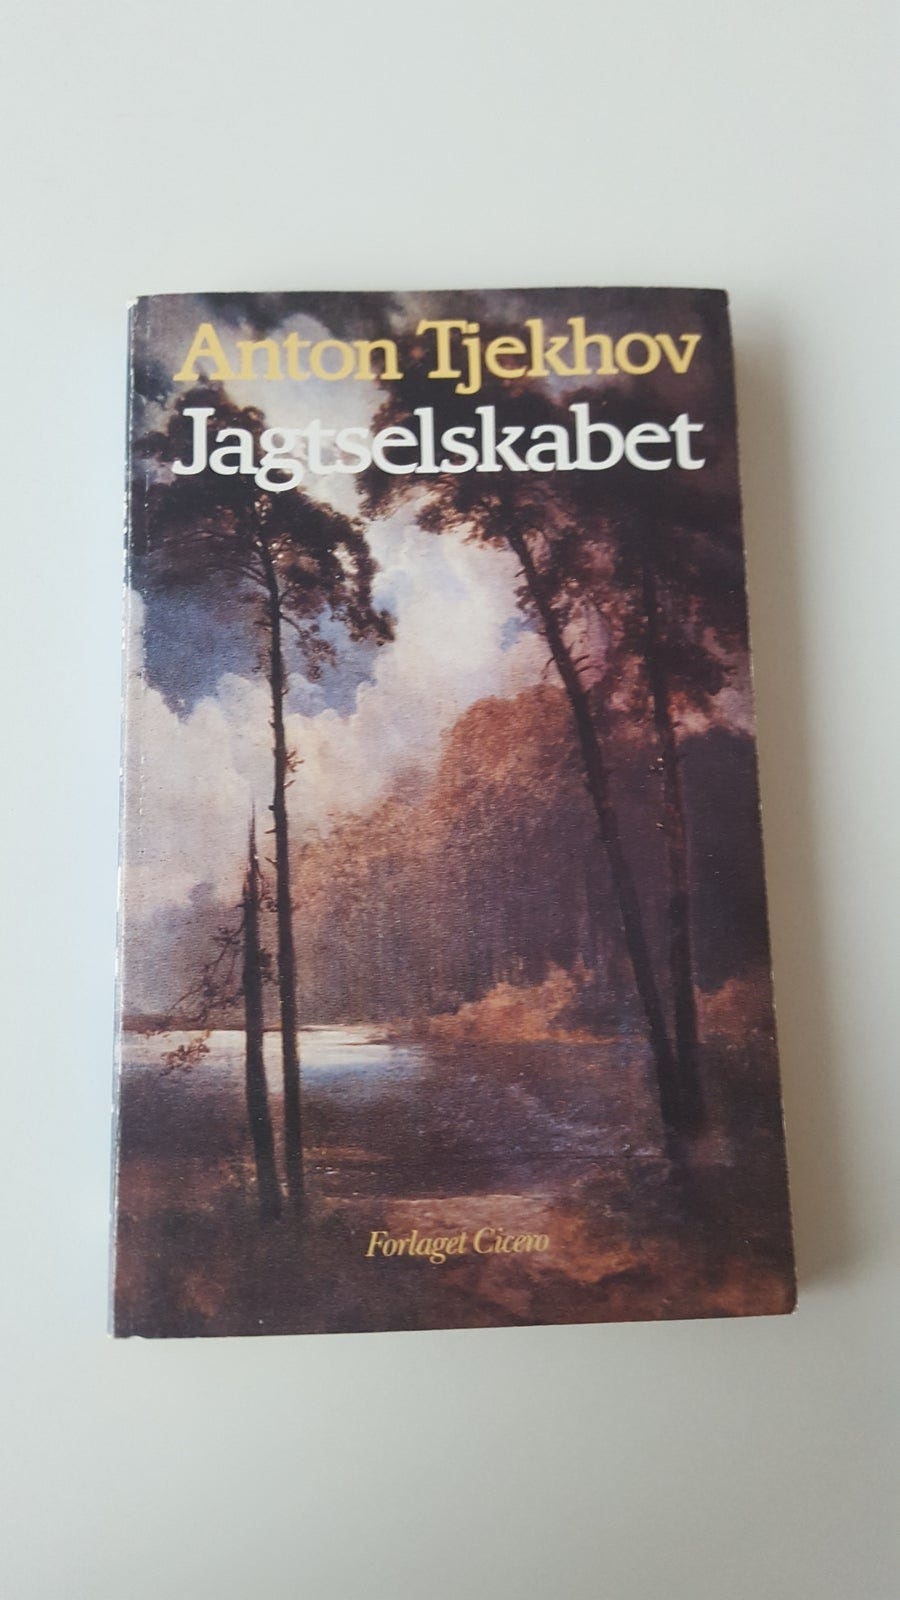 Anton Tjekhov
Jagtselskabet
Forlaget Cicero